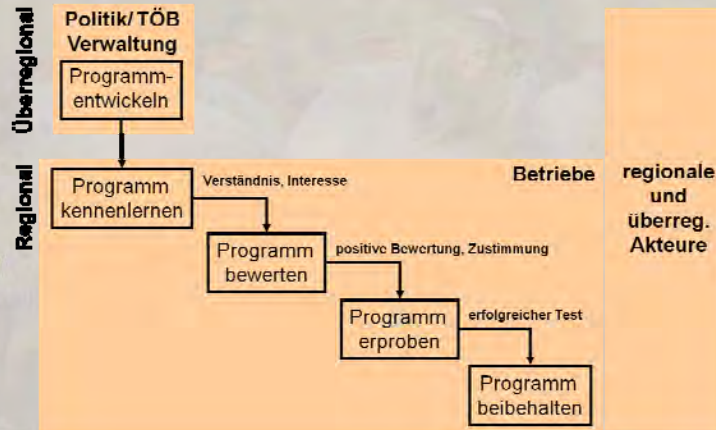 Überregional
Politik/ TÖB
Verwaltung
Programm-
entwickeln
Regional
Programm
kennenlernen
Verständnis, Interesse
Betriebe
regionale
und
überreg.
Akteure
Programm
bewerten
positive Bewertung, Zustimmung
Programm
erproben
erfolgreicher Test
Programm
beibehalten